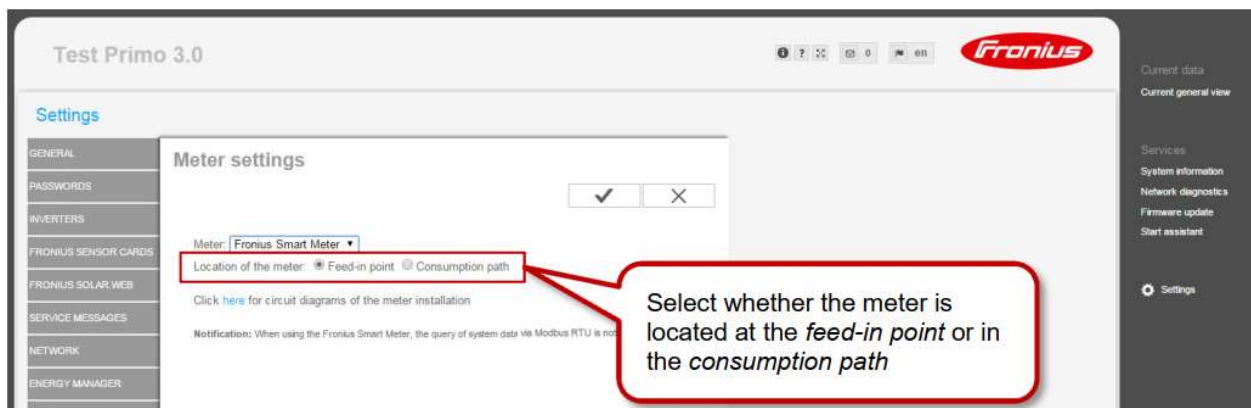 Test Primo 3.0
0 en
Fronius
Current data
Current general view
Services
System information
Network diagnostics
Firmware update
Start assistant
Settings
Settings
GENERAL
PASSWORDS
INVERTERS
FRONIUS SENSOR CARDS
FRONIUS SOLAR.WEB
SERVICE MESSAGES
NETWORK
ENERGY MANAGER
Meter settings
Meter: Fronius Smart Meter
Location of the meter: Feed-in point Consumption path
Click here for circuit diagrams of the meter installation
Notification: When using the Fronius Smart Meter, the query of system data via Modbus RTU is not
Select whether the meter is
located at the feed-in point or in
the consumption path